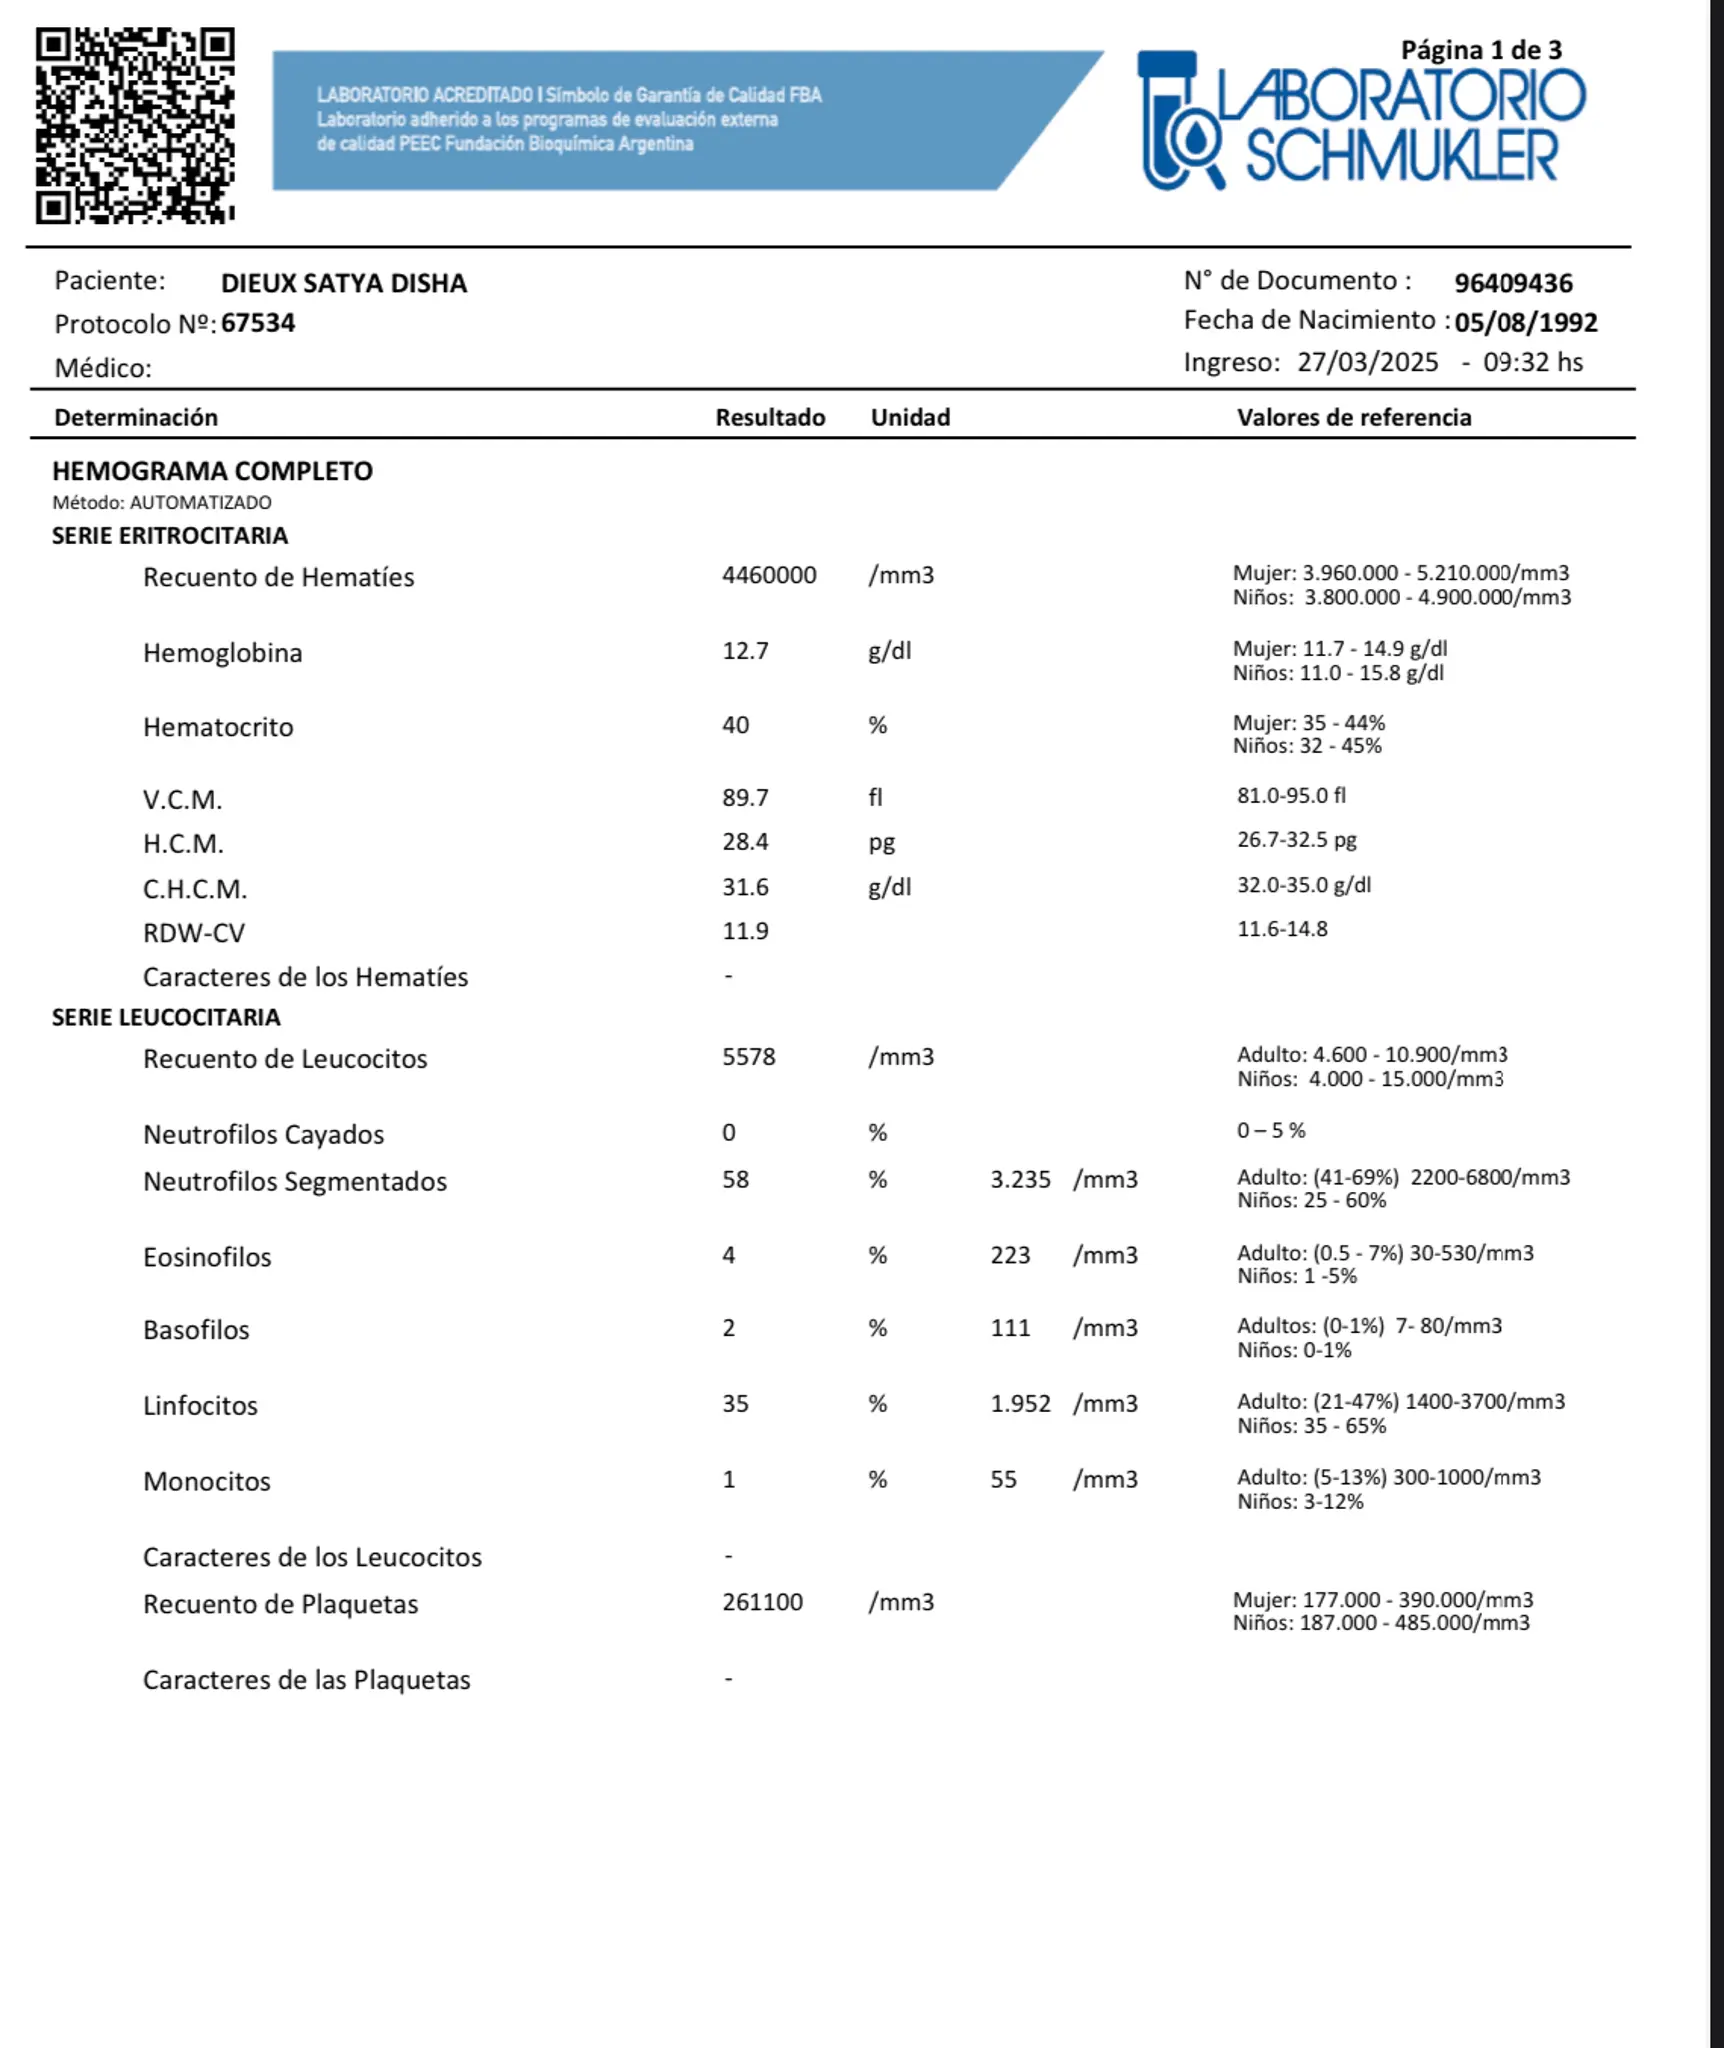 Página 1 de 3
LABORATORIO ACREDITADO | Símbolo de Garantía de Calidad FBA
Laboratorio adherido a los programas de evaluación externa
de calidad PEEC Fundación Bioquímica Argentina
LABORATORIO
SCHMUKLER
Paciente: DIEUX SATYA DISHA N° de Documento : 96409436
Protocolo Nº: 67534 Fecha de Nacimiento : 05/08/1992
Médico: Ingreso: 27/03/2025 - 09:32 hs
Determinación Resultado Unidad Valores de referencia
HEMOGRAMA COMPLETO
Método: AUTOMATIZADO
SERIE ERITROCITARIA
Recuento de Hematíes 4460000 /mm3 Mujer: 3.960.000 - 5.210.000/mm3
Niños: 3.800.000 - 4.900.000/mm3
Hemoglobina 12.7 g/dl Mujer: 11.7 - 14.9 g/dl
Niños: 11.0 - 15.8 g/dl
Hematocrito 40 % Mujer: 35 - 44%
Niños: 32 - 45%
V.C.M. 89.7 fl 81.0-95.0 fl
H.C.M. 28.4 pg 26.7-32.5 pg
C.H.C.M. 31.6 g/dl 32.0-35.0 g/dl
RDW-CV 11.9 11.6-14.8
Caracteres de los Hematíes -
SERIE LEUCOCITARIA
Recuento de Leucocitos 5578 /mm3 Adulto: 4.600 - 10.900/mm3
Niños: 4.000 - 15.000/mm3
Neutrofilos Cayados 0 % 0 – 5 %
Neutrofilos Segmentados 58 % 3.235 /mm3 Adulto: (41-69%) 2200-6800/mm3
Niños: 25 - 60%
Eosinofilos 4 % 223 /mm3 Adulto: (0.5 - 7%) 30-530/mm3
Niños: 1 -5%
Basofilos 2 % 111 /mm3 Adultos: (0-1%) 7- 80/mm3
Niños: 0-1%
Linfocitos 35 % 1.952 /mm3 Adulto: (21-47%) 1400-3700/mm3
Niños: 35 - 65%
Monocitos 1 % 55 /mm3 Adulto: (5-13%) 300-1000/mm3
Niños: 3-12%
Caracteres de los Leucocitos -
Recuento de Plaquetas 261100 /mm3 Mujer: 177.000 - 390.000/mm3
Niños: 187.000 - 485.000/mm3
Caracteres de las Plaquetas -